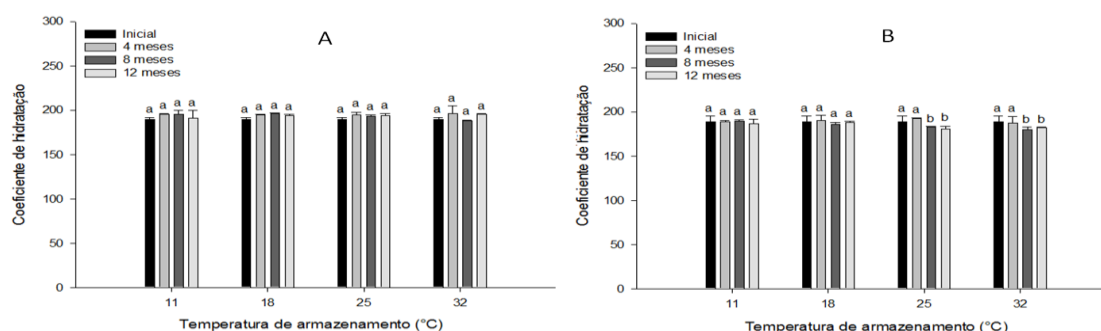 A
Inicial
4 meses
8 meses
12 meses
300
250
200
150
100
50
0
Coeficiente de hidratação
a a a a
a a a a
a a a a
a a a a
11 18 25 32
Temperatura de armazenamento (°C)
B
Inicial
4 meses
8 meses
12 meses
300
250
200
150
100
50
0
Coeficiente de hidratação
a a a a
a a a a
a a b b
a a b b
11 18 25 32
Temperatura de armazenamento (°C)